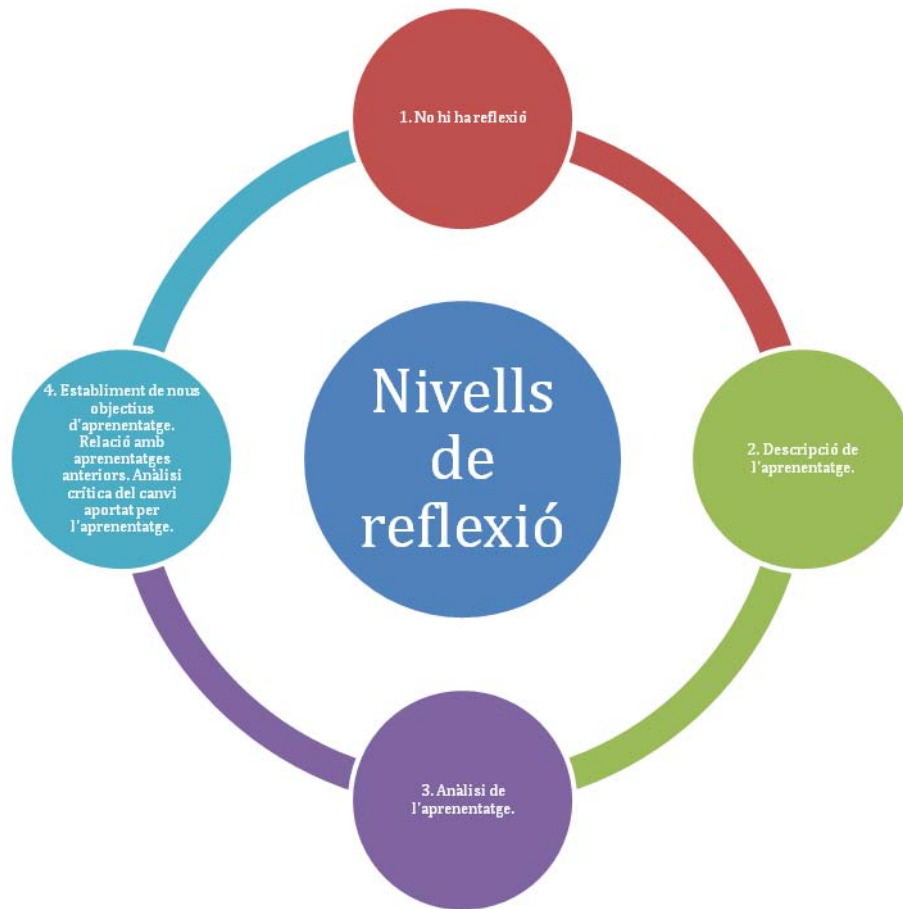 1. No hi ha reflexió
Nivells
de
reflexió
2. Descripció de
l'aprenentatge.
3. Anàlisi de
l'aprenentatge.
4. Establiment de nous
objectius
d'aprenentatge.
Relació amb
aprenentatges
anteriors. Anàlisi
crítica del canvi
aportat per
l'aprenentatge.